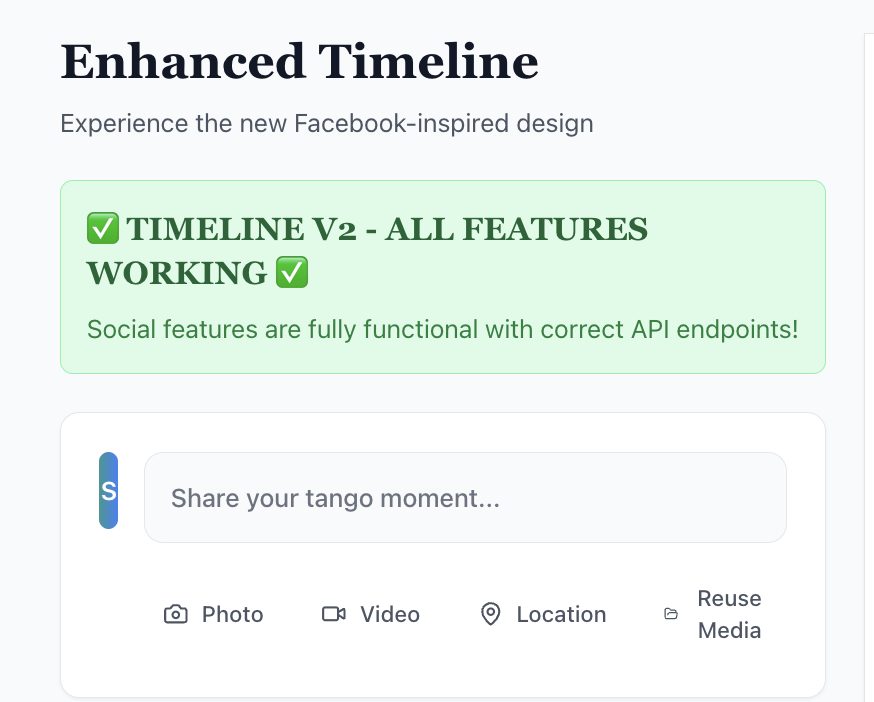 Enhanced Timeline
Experience the new Facebook-inspired design
✅ TIMELINE V2 - ALL FEATURES
WORKING ✅
Social features are fully functional with correct API endpoints!
S
Share your tango moment...
Photo
Video
Location
Reuse
Media